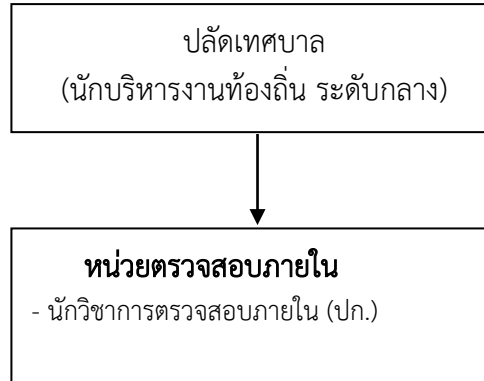 ปลัดเทศบาล
(นักบริหารงานท้องถิ่น ระดับกลาง)
หน่วยตรวจสอบภายใน
- นักวิชาการตรวจสอบภายใน (ปก.)